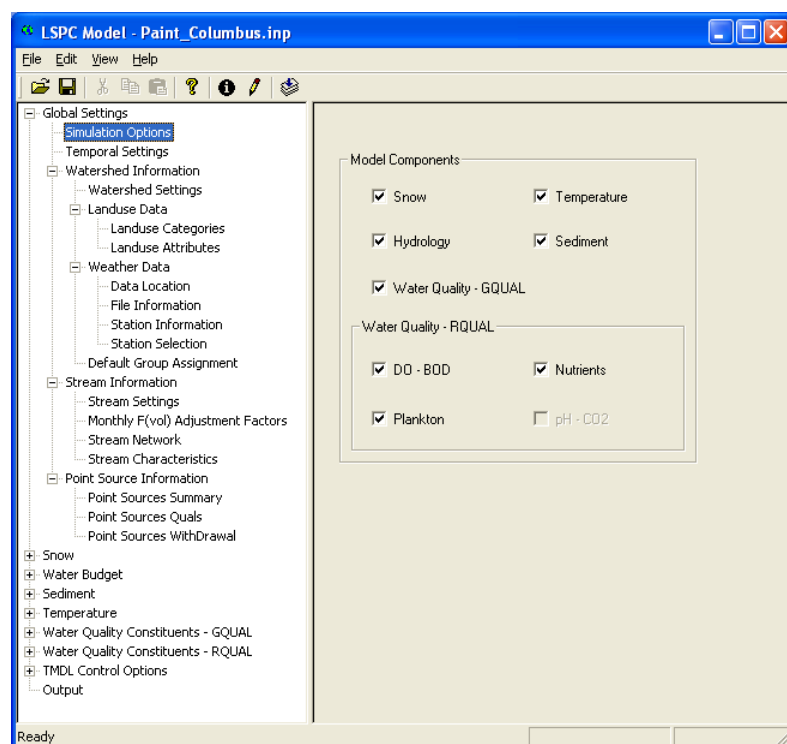 LSPC Model - Paint_Columbus.inp
File Edit View Help
Global Settings
Simulation Options
Temporal Settings
Watershed Information
Watershed Settings
Landuse Data
Landuse Categories
Landuse Attributes
Weather Data
Data Location
File Information
Station Information
Station Selection
Default Group Assignment
Stream Information
Stream Settings
Monthly F(vol) Adjustment Factors
Stream Network
Stream Characteristics
Point Source Information
Point Sources Summary
Point Sources Quals
Point Sources WithDrawal
Snow
Water Budget
Sediment
Temperature
Water Quality Constituents - GQUAL
Water Quality Constituents - RQUAL
TMDL Control Options
Output
Model Components
Snow Temperature
Hydrology Sediment
Water Quality - GQUAL
Water Quality - RQUAL
DO - BOD Nutrients
Plankton pH - CO2
Ready